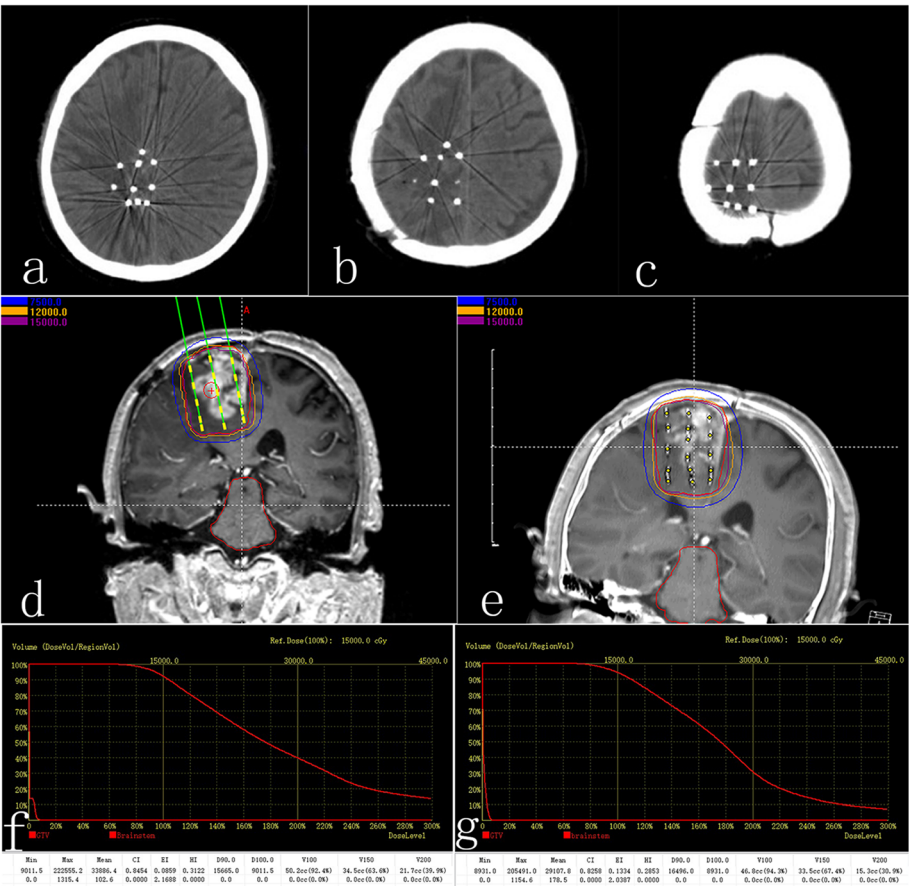 a
b
c
7500.0
12000.0
15000.0
A
d
7500.0
12000.0
15000.0
e
Volume (DoseVol/RegionVol)
Ref.Dose(100%): 15000.0 cGy
15000.0 30000.0 45000.0
100%
90%
80%
70%
60%
50%
40%
30%
20%
10%
20% 40% 60% 80% 100% 120% 140% 160% 180% 200% 220% 240% 260% 280% 300%
f
GTV Brainstem DoseLevel
Min Max Mean CI EI HI D90.0 D100.0 V100 V150 V200
9011.5 222555.2 33886.4 0.8454 0.0859 0.3122 15665.0 9011.5 50.2cc(92.4%) 34.5cc(63.6%) 21.7cc(39.9%)
0.0 1315.4 102.6 0.0000 2.1688 0.0000 0.0 0.0 0.0cc(0.0%) 0.0cc(0.0%) 0.0cc(0.0%)
Volume (DoseVol/RegionVol)
Ref.Dose(100%): 15000.0 cGy
15000.0 30000.0 45000.0
100%
90%
80%
70%
60%
50%
40%
30%
20%
10%
20% 40% 60% 80% 100% 120% 140% 160% 180% 200% 220% 240% 260% 280% 300%
g
GTV brainstem DoseLevel
Min Max Mean CI EI HI D90.0 D100.0 V100 V150 V200
8931.0 205491.0 29107.8 0.8258 0.1334 0.2853 16496.0 8931.0 46.8cc(94.3%) 33.5cc(67.4%) 15.3cc(30.9%)
0.0 1154.6 178.5 0.0000 2.0387 0.0000 0.0 0.0 0.0cc(0.0%) 0.0cc(0.0%) 0.0cc(0.0%)